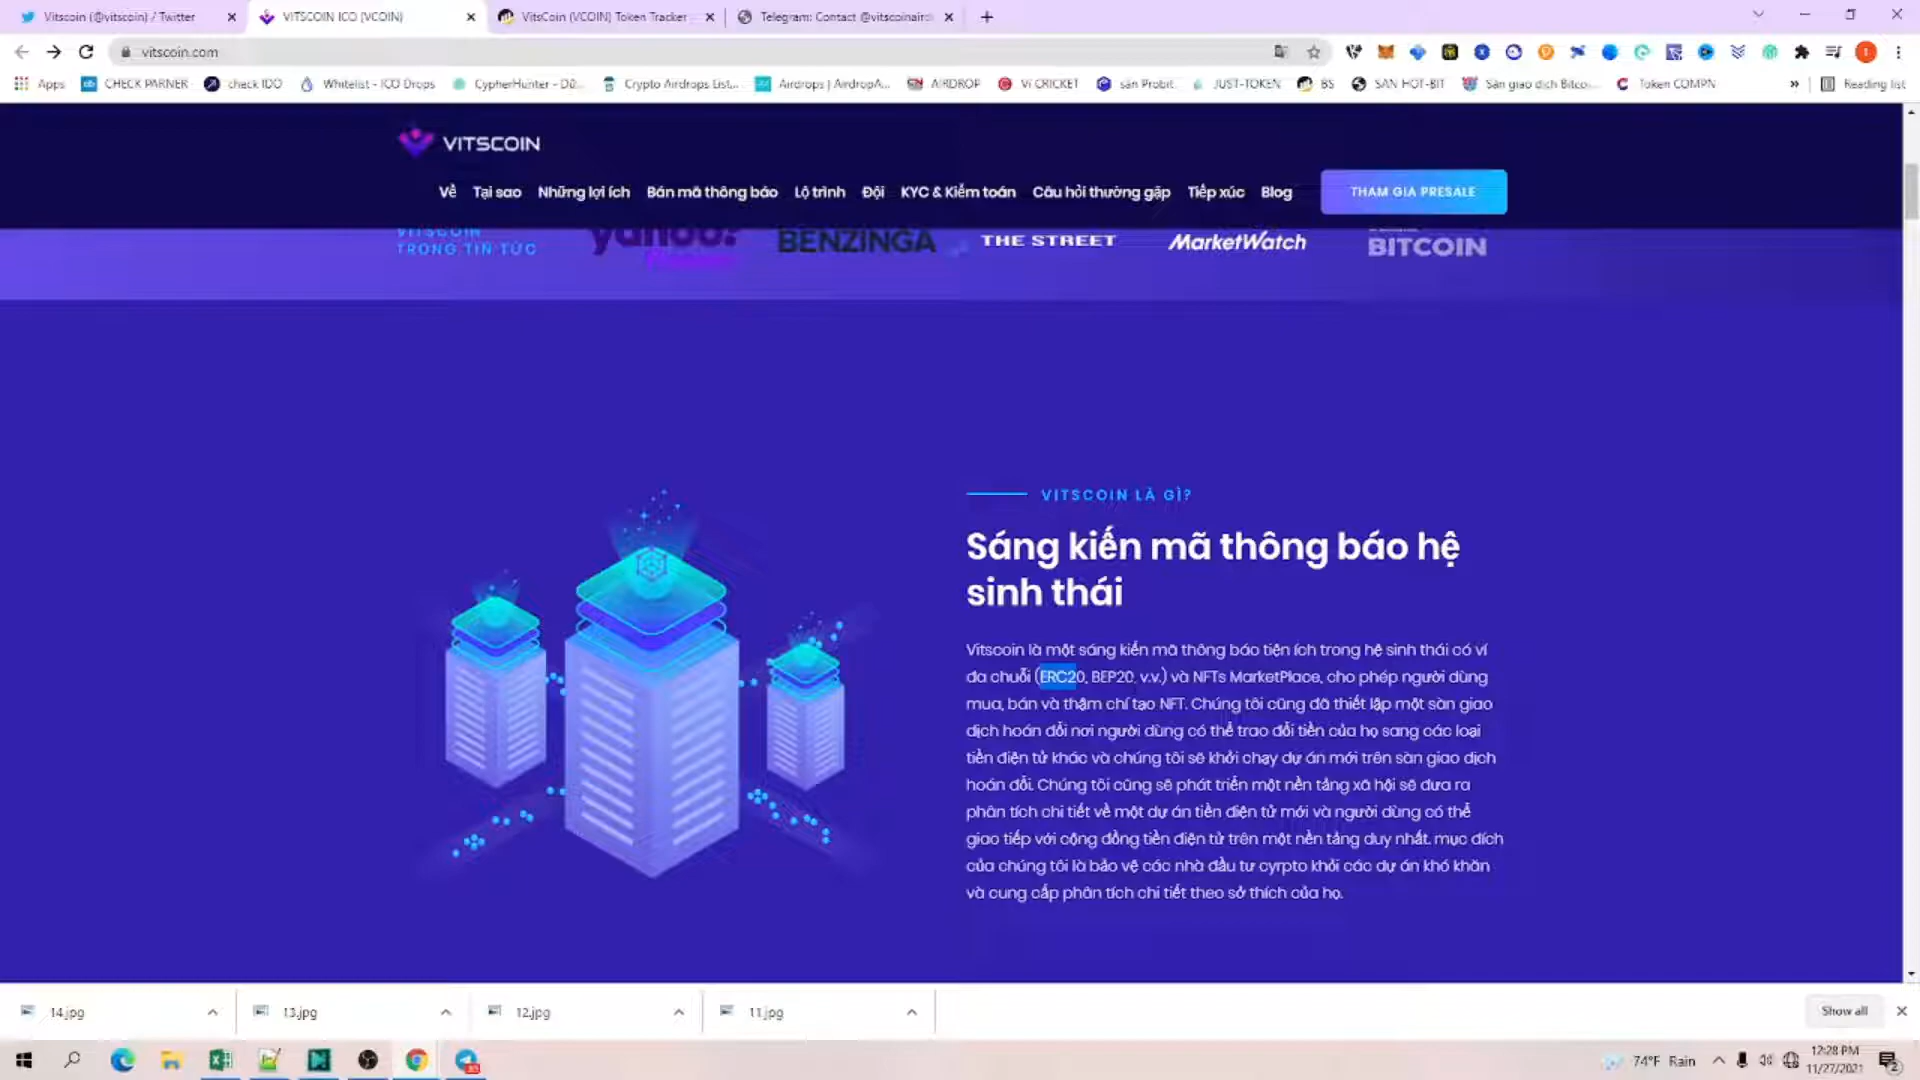 Vitscoin (@vitscoin) / Twitter
VITSCOIN ICO [VCOIN]
VitsCoin (VCOIN) Token Tracker
Telegram: Contact @vitscoinaird
vitscoin.com
Apps
CHECK PARNER
check IDO
Whitelist - ICO Drops
CypherHunter - Dữ...
Crypto Airdrops List,...
Airdrops | AirdropA...
AIRDROP
Ví CRICKET
sàn Probit
JUST-TOKEN
BS
SAN HOT-BIT
Sàn giao dịch Bitco...
Token COMPN
»
Reading list
VITSCOIN
Về
Tại sao
Những lợi ích
Bán mã thông báo
Lộ trình
Đội
KYC & Kiểm toán
Câu hỏi thường gặp
Tiếp xúc
Blog
THAM GIA PRESALE
VITSCOIN
TRONG TIN TỨC
yahoo!
BENZINGA
THE STREET
MarketWatch
BITCOIN
VITSCOIN LÀ GÌ?
Sáng kiến mã thông báo hệ
sinh thái
Vitscoin là một sáng kiến mã thông báo tiện ích trong hệ sinh thái có ví
đa chuỗi (ERC20, BEP20, v.v.) và NFTs MarketPlace, cho phép người dùng
mua, bán và thậm chí tạo NFT. Chúng tôi cũng đã thiết lập một sàn giao
dịch hoán đổi nơi người dùng có thể trao đổi tiền của họ sang các loại
tiền điện tử khác và chúng tôi sẽ khởi chạy dự án mới trên sàn giao dịch
hoán đổi. Chúng tôi cũng sẽ phát triển một nền tảng xã hội sẽ đưa ra
phân tích chi tiết về một dự án tiền điện tử mới và người dùng có thể
giao tiếp với cộng đồng tiền điện tử trên một nền tảng duy nhất. mục đích
của chúng tôi là bảo vệ các nhà đầu tư cyrpto khỏi các dự án khó khăn
và cung cấp phân tích chi tiết theo sở thích của họ.
14.jpg
13.jpg
12.jpg
11.jpg
Show all
74°F Rain
12:28 PM
11/27/2021